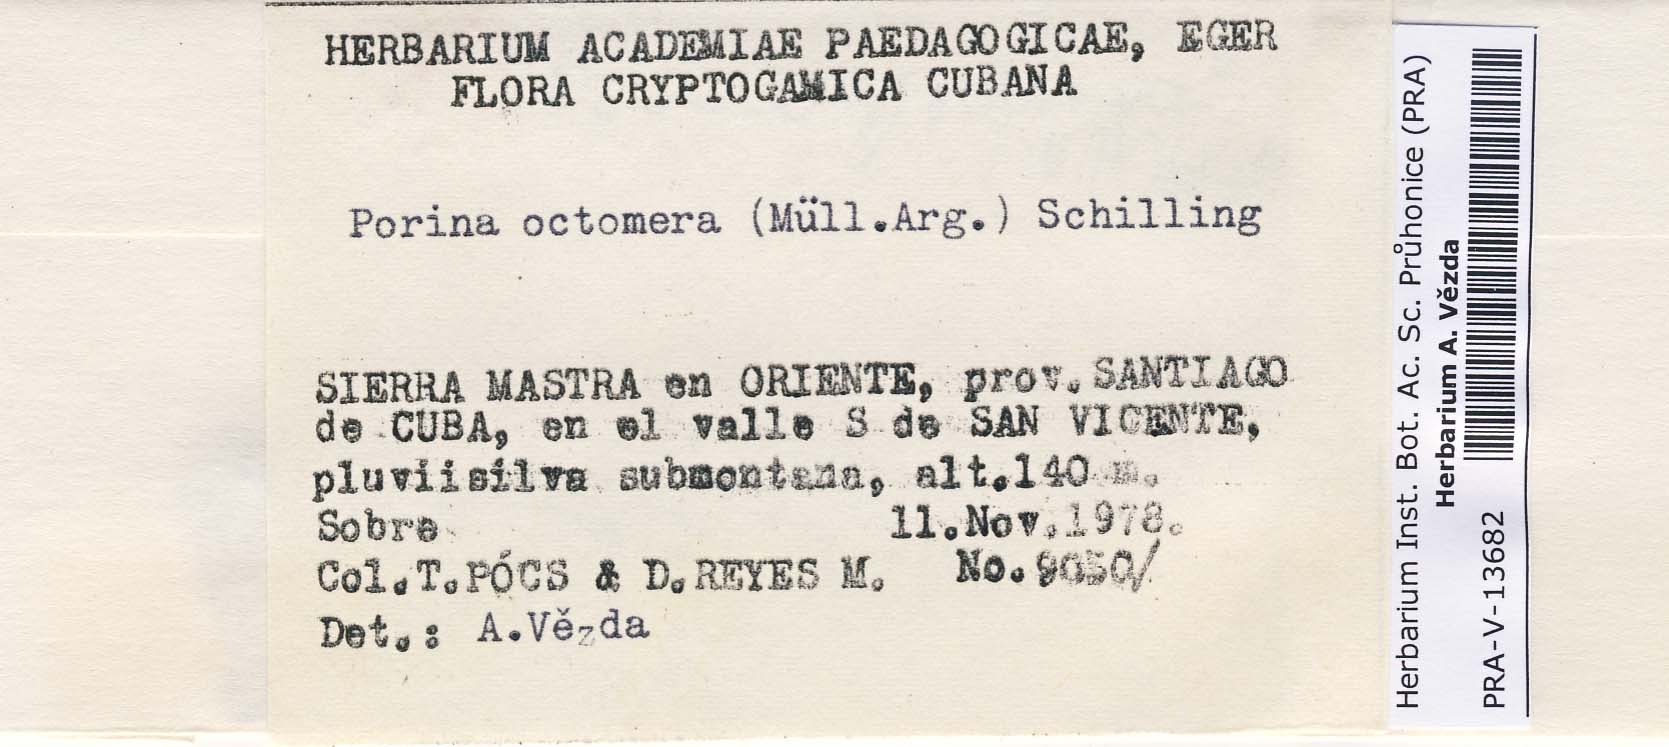 HERBARIUM ACADEMIAE PAEDAGOGICAE, EGER
FLORA CRYPTOGAMICA CUBANA
Porina octomera (Müll.Arg.) Schilling
SIERRA MASTRA en ORIENTE, prov. SANTIAGO
de CUBA, en el valle S de SAN VICENTE,
pluviisilva submontana, alt.140 m.
Sobre 11.Nov.1978.
Col.T.PÓCS & D.REYES M. No.9050/
Det.: A.Vězda
Herbarium Inst. Bot. Ac. Sc. Průhonice (PRA)
Herbarium A. Vězda
PRA-V-13682